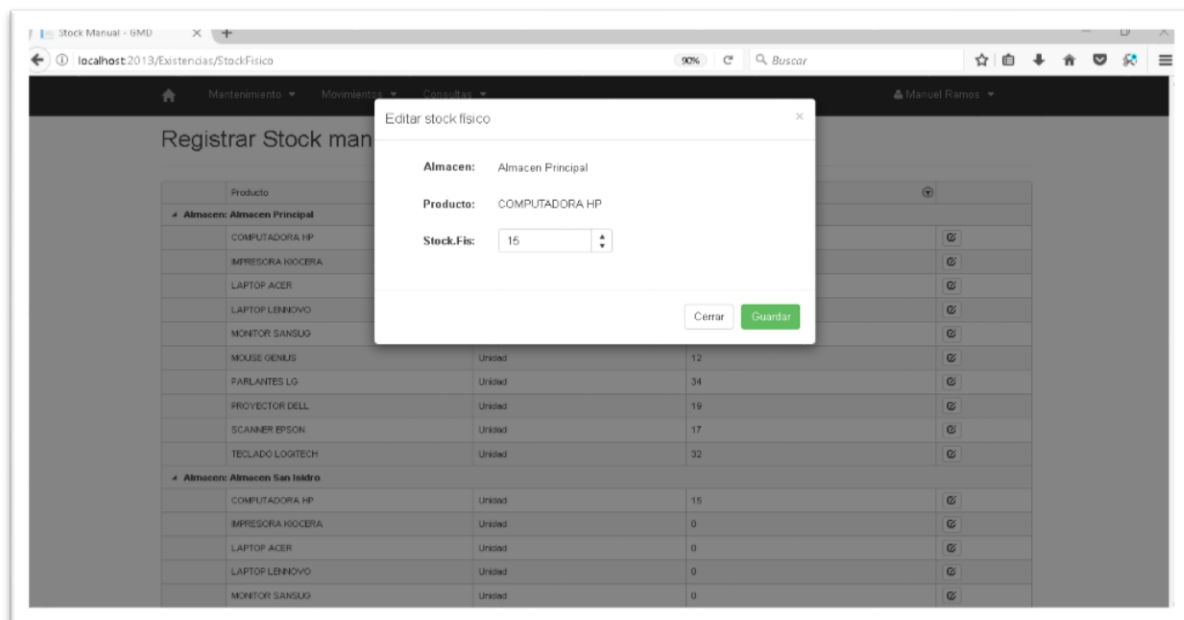 Stock Manual - GMD
localhost:2013/Existencias/StockFisico 90% Buscar
Mantenimiento Movimientos Consultas Manuel Ramos
Registrar Stock man
Editar stock físico
Almacen: Almacen Principal
Producto: COMPUTADORA HP
Stock.Fis: 15
Cerrar Guardar
Producto
Almacen: Almacen Principal
COMPUTADORA HP
IMPRESORA KIOCERA
LAPTOP ACER
LAPTOP LENNOVO
MONITOR SANSUG
MOUSE GENIUS Unidad 12
PARLANTES LG Unidad 34
PROYECTOR DELL Unidad 19
SCANNER EPSON Unidad 17
TECLADO LOGITECH Unidad 32
Almacen: Almacen San Isidro
COMPUTADORA HP Unidad 15
IMPRESORA KIOCERA Unidad 0
LAPTOP ACER Unidad 0
LAPTOP LENNOVO Unidad 0
MONITOR SANSUG Unidad 0